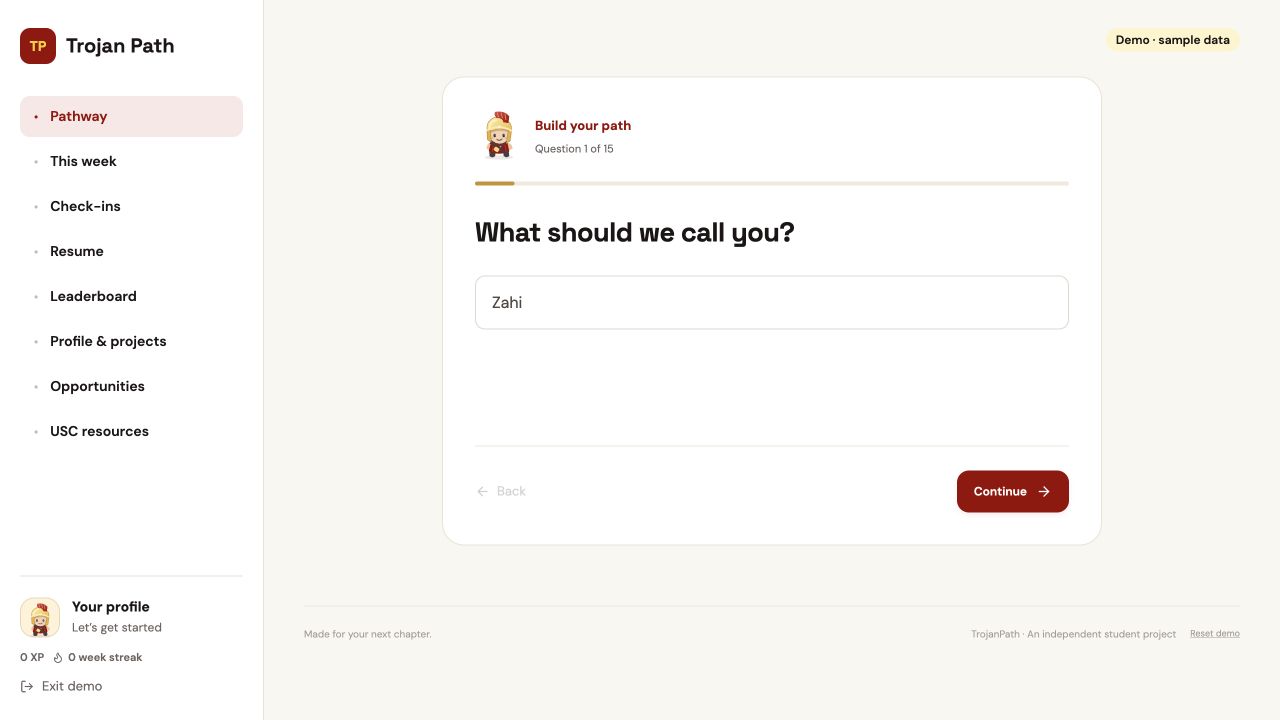 TP
Trojan Path
Pathway
This week
Check-ins
Resume
Leaderboard
Profile & projects
Opportunities
USC resources
Your profile
Let's get started
0 XP
0 week streak
Exit demo
Demo · sample data
Build your path
Question 1 of 15
What should we call you?
Zahi
Back
Continue
Made for your next chapter.
TrojanPath · An independent student project
Reset demo